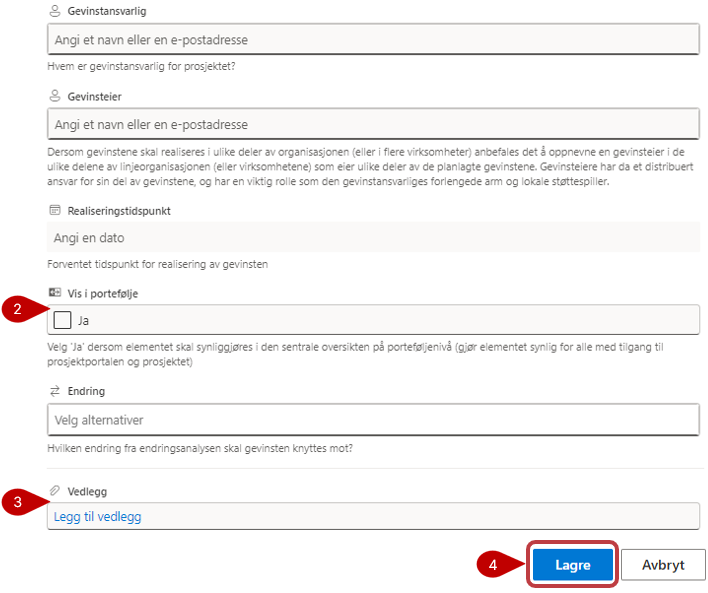 Gevinstansvarlig
Angi et navn eller en e-postadresse
Hvem er gevinstansvarlig for prosjektet?
Gevinsteier
Angi et navn eller en e-postadresse
Dersom gevinstene skal realiseres i ulike deler av organisasjonen (eller i flere virksomheter) anbefales det å oppnevne en gevinsteier i de
ulike delene av linjeorganisasjonen (eller virksomhetene) som eier ulike deler av de planlagte gevinstene. Gevinsteiere har da et distribuert
ansvar for sin del av gevinstene, og har en viktig rolle som den gevinstansvarliges forlengede arm og lokale støttespiller.
Realiseringstidspunkt
Angi en dato
Forventet tidspunkt for realisering av gevinsten
Vis i portefølje
2
Ja
Velg 'Ja' dersom elementet skal synliggjøres i den sentrale oversikten på porteføljenivå (gjør elementet synlig for alle med tilgang til
prosjektportalen og prosjektet)
Endring
Velg alternativer
Hvilken endring fra endringsanalysen skal gevinsten knyttes mot?
Vedlegg
3
Legg til vedlegg
4
Lagre
Avbryt